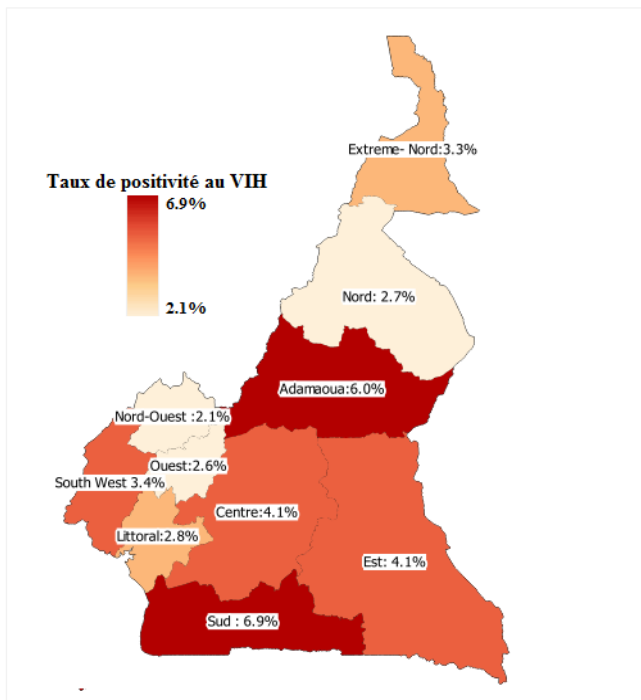 Extreme- Nord:3.3%
Taux de positivité au VIH
6.9%
2.1%
Nord: 2.7%
Adamaoua:6.0%
Nord-Ouest :2.1%
Ouest:2.6%
South West 3.4%
Centre:4.1%
Littoral:2.8%
Est: 4.1%
Sud : 6.9%